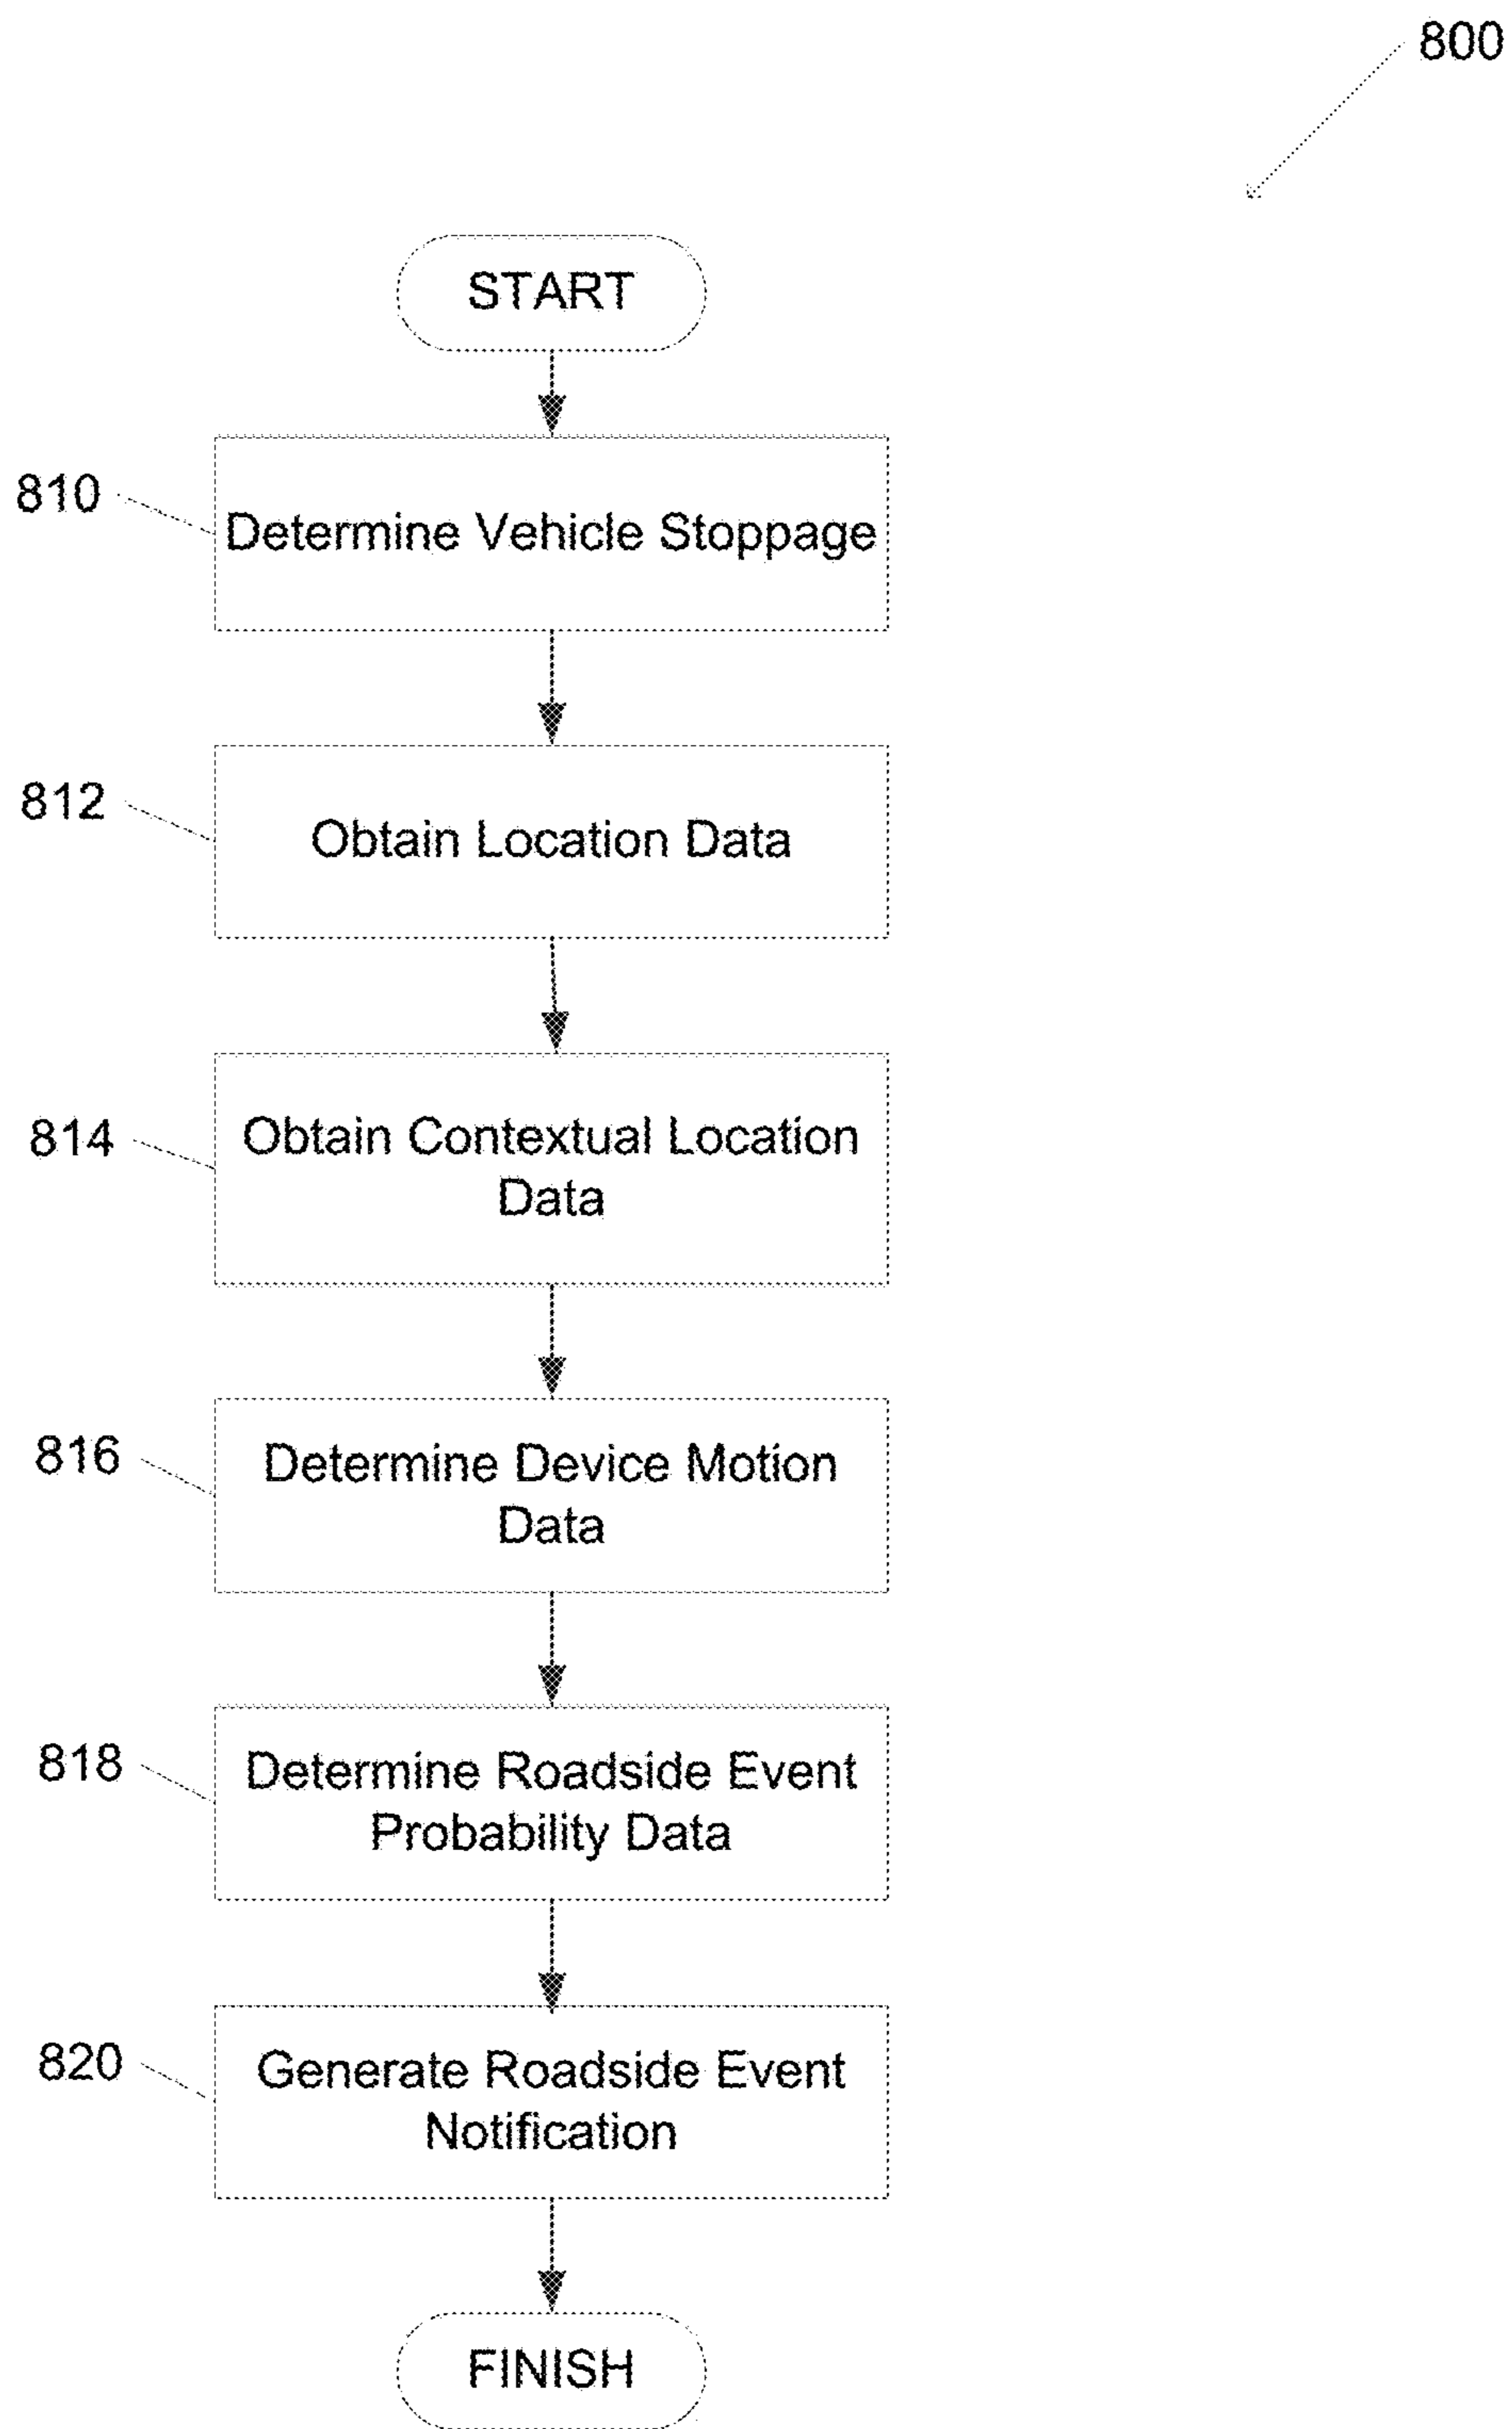 800
START
810
Determine Vehicle Stoppage
812
Obtain Location Data
814
Obtain Contextual Location
Data
816
Determine Device Motion
Data
818
Determine Roadside Event
Probability Data
820
Generate Roadside Event
Notification
FINISH